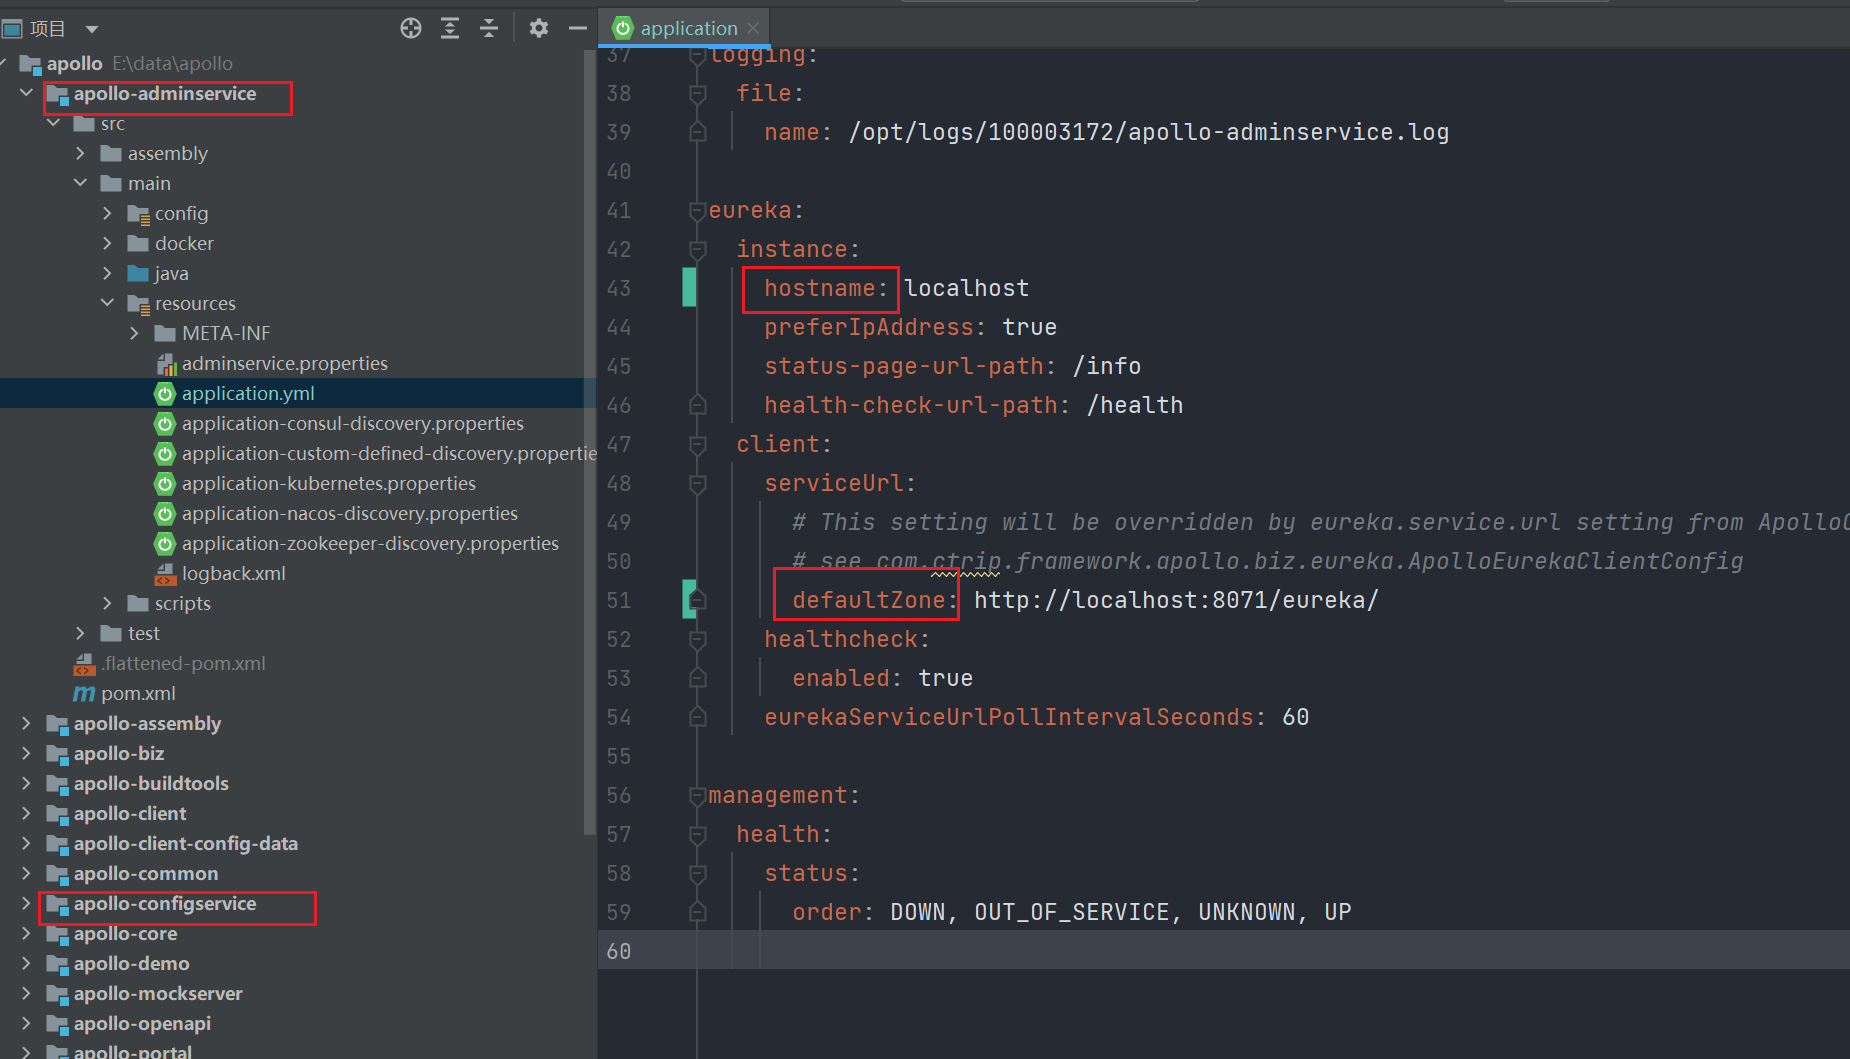 项目
apollo E:\data\apollo
apollo-adminservice
src
assembly
main
config
docker
java
resources
META-INF
adminservice.properties
application.yml
application-consul-discovery.properties
application-custom-defined-discovery.propertie
application-kubernetes.properties
application-nacos-discovery.properties
application-zookeeper-discovery.properties
logback.xml
scripts
test
.flattened-pom.xml
pom.xml
apollo-assembly
apollo-biz
apollo-buildtools
apollo-client
apollo-client-config-data
apollo-common
apollo-configservice
apollo-core
apollo-demo
apollo-mockserver
apollo-openapi
apollo-portal
application
37 logging:
38 file:
39 name: /opt/logs/100003172/apollo-adminservice.log
40
41 eureka:
42 instance:
43 hostname: localhost
44 preferIpAddress: true
45 status-page-url-path: /info
46 health-check-url-path: /health
47 client:
48 serviceUrl:
49 # This setting will be overridden by eureka.service.url setting from ApolloC
50 # see com.ctrip.framework.apollo.biz.eureka.ApolloEurekaClientConfig
51 defaultZone: http://localhost:8071/eureka/
52 healthcheck:
53 enabled: true
54 eurekaServiceUrlPollIntervalSeconds: 60
55
56 management:
57 health:
58 status:
59 order: DOWN, OUT_OF_SERVICE, UNKNOWN, UP
60